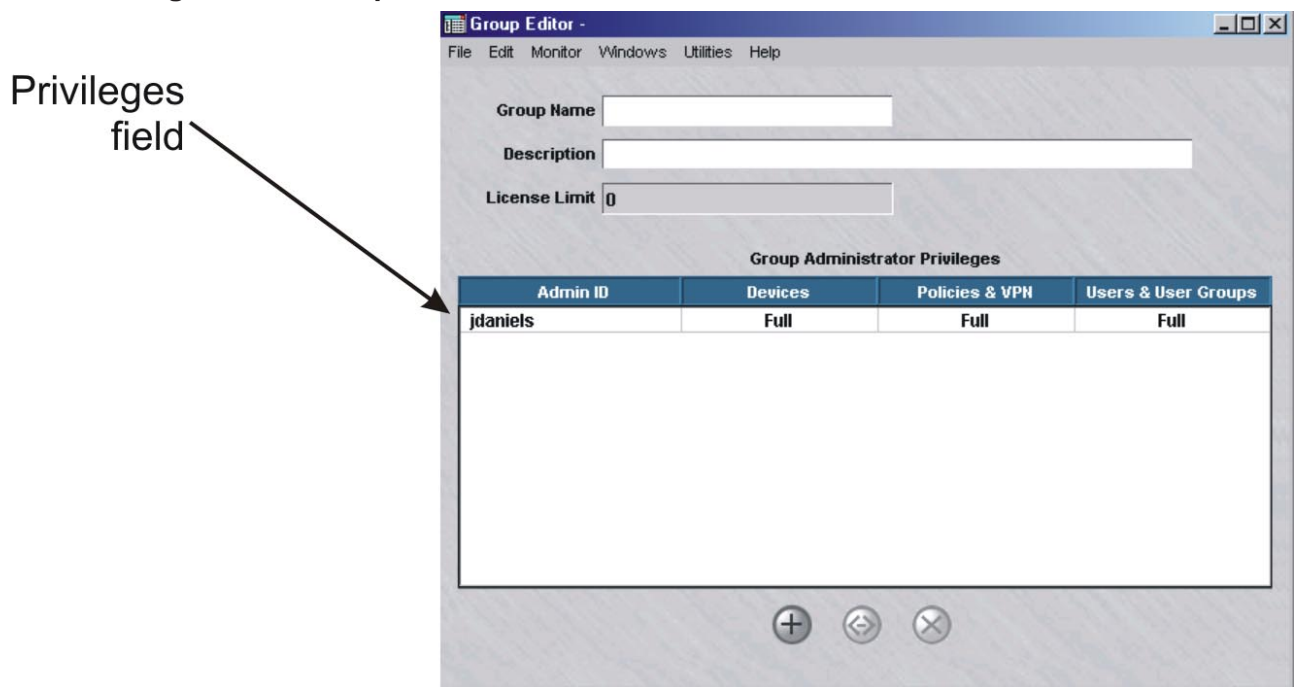 Group Editor -
File Edit Monitor Windows Utilities Help
Privileges
field
Group Name
Description
License Limit 0
Group Administrator Privileges
Admin ID Devices Policies & VPN Users & User Groups
jdaniels Full Full Full